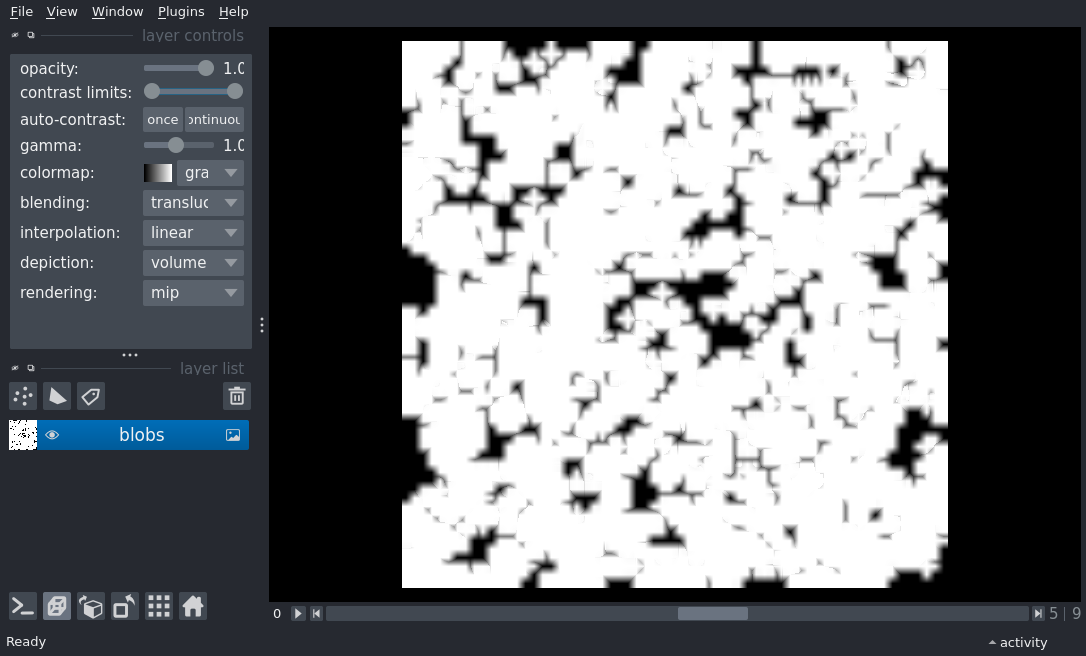 File View Window Plugins Help
layer controls
opacity: 1.0
contrast limits:
auto-contrast: once ontinuou
gamma: 1.0
colormap: gra
blending: transluc
interpolation: linear
depiction: volume
rendering: mip
layer list
blobs
0 5 9
Ready activity